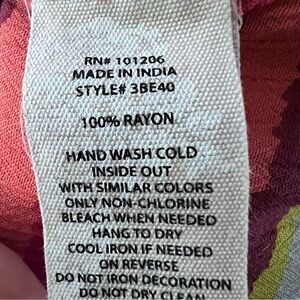 RN# 101206
MADE IN INDIA
STYLE# 3BE40
100% RAYON
HAND WASH COLD
INSIDE OUT
WITH SIMILAR COLORS
ONLY NON-CHLORINE
BLEACH WHEN NEEDED
HANG TO DRY
COOL IRON IF NEEDED
ON REVERSE
DO NOT IRON DECORATION
DO NOT DRY CLEAN